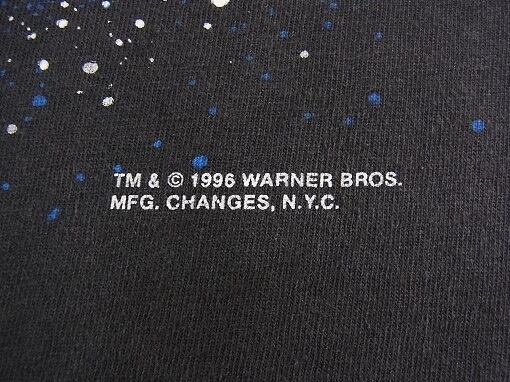 TM & © 1996 WARNER BROS.
MFG. CHANGES, N.Y.C.